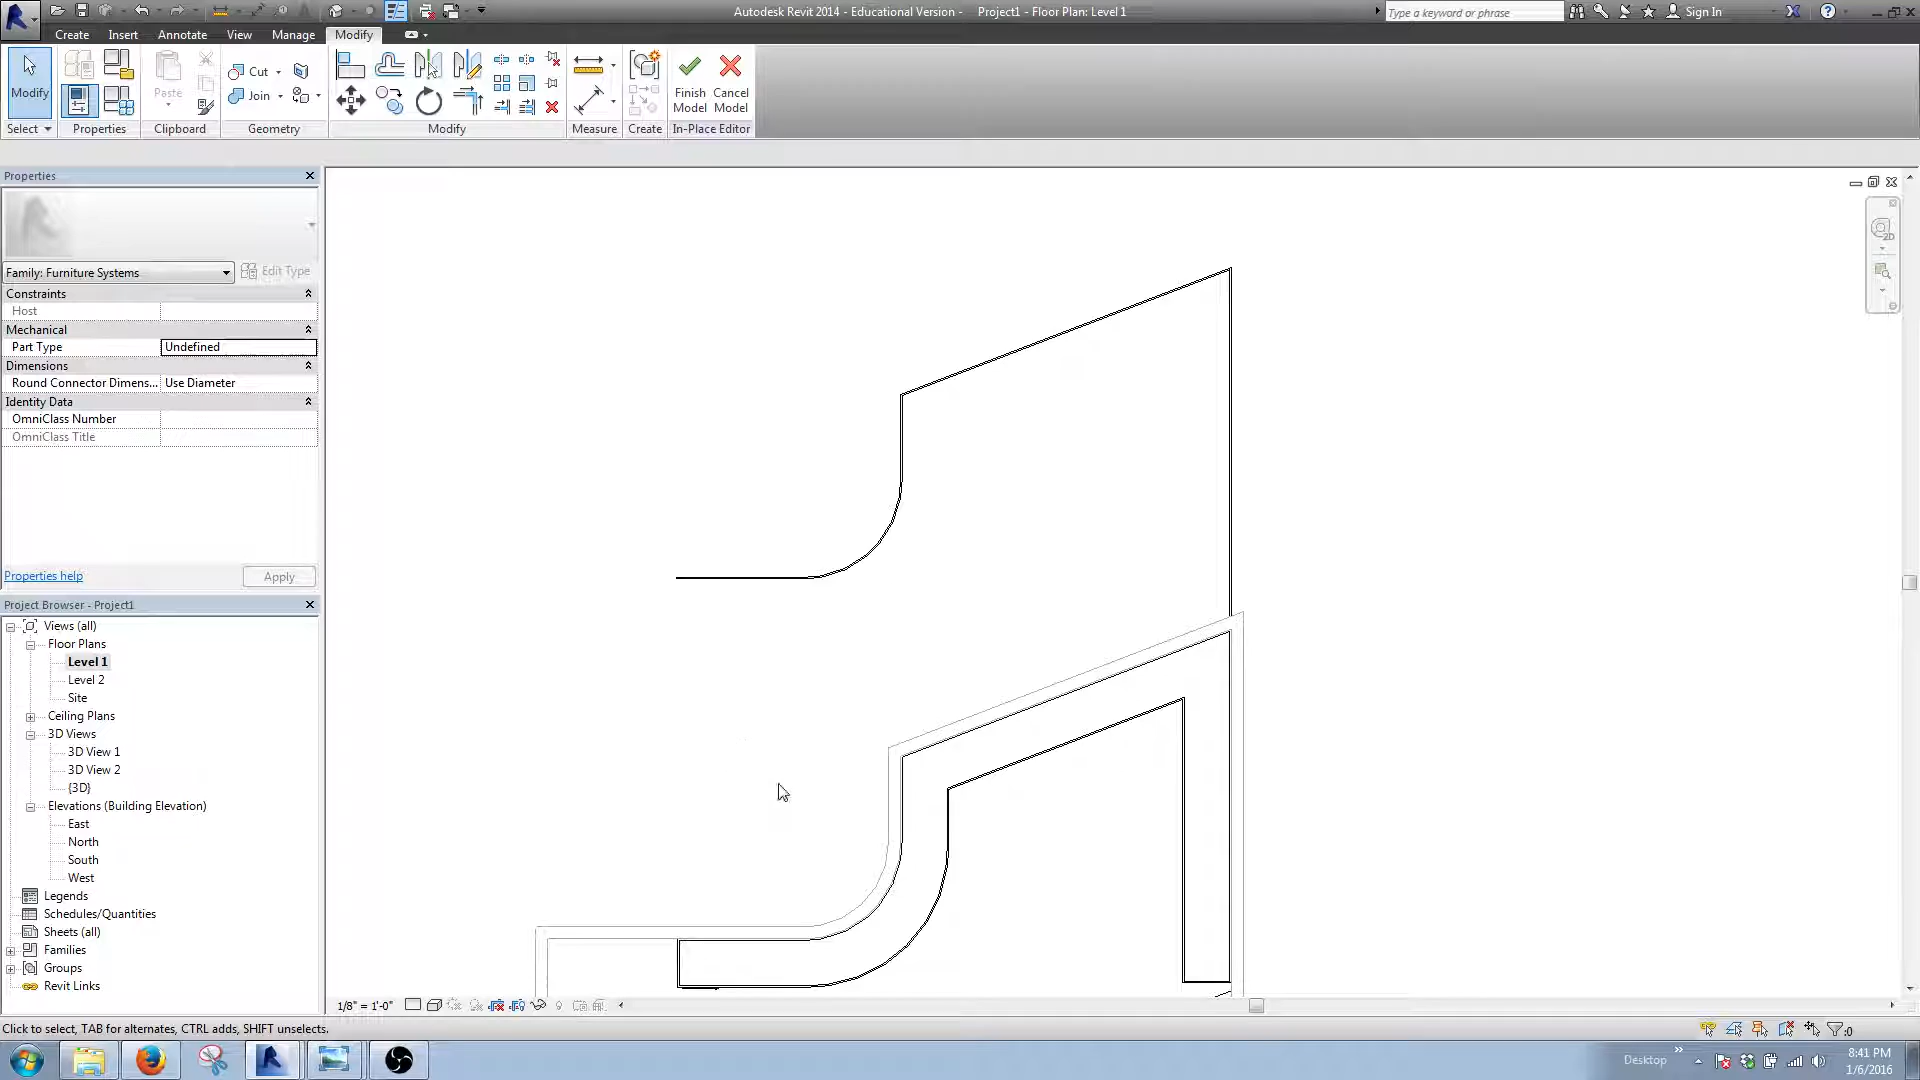 Autodesk Revit 2014 - Educational Version - Project1 - Floor Plan: Level 1
Type a keyword or phrase
Sign In
Create Insert Annotate View Manage Modify
Modify
Paste
Cut
Join
Finish Model
Cancel Model
Select Properties Clipboard Geometry Modify Measure Create In-Place Editor
Properties
Family: Furniture Systems
Edit Type
Constraints
Host
Mechanical
Part Type Undefined
Dimensions
Round Connector Dimens... Use Diameter
Identity Data
OmniClass Number
OmniClass Title
Properties help
Apply
Project Browser - Project1
Views (all)
Floor Plans
Level 1
Level 2
Site
Ceiling Plans
3D Views
3D View 1
3D View 2
{3D}
Elevations (Building Elevation)
East
North
South
West
Legends
Schedules/Quantities
Sheets (all)
Families
Groups
Revit Links
2D
1/8" = 1'-0"
Click to select, TAB for alternates, CTRL adds, SHIFT unselects.
:0
Desktop
8:41 PM
1/6/2016